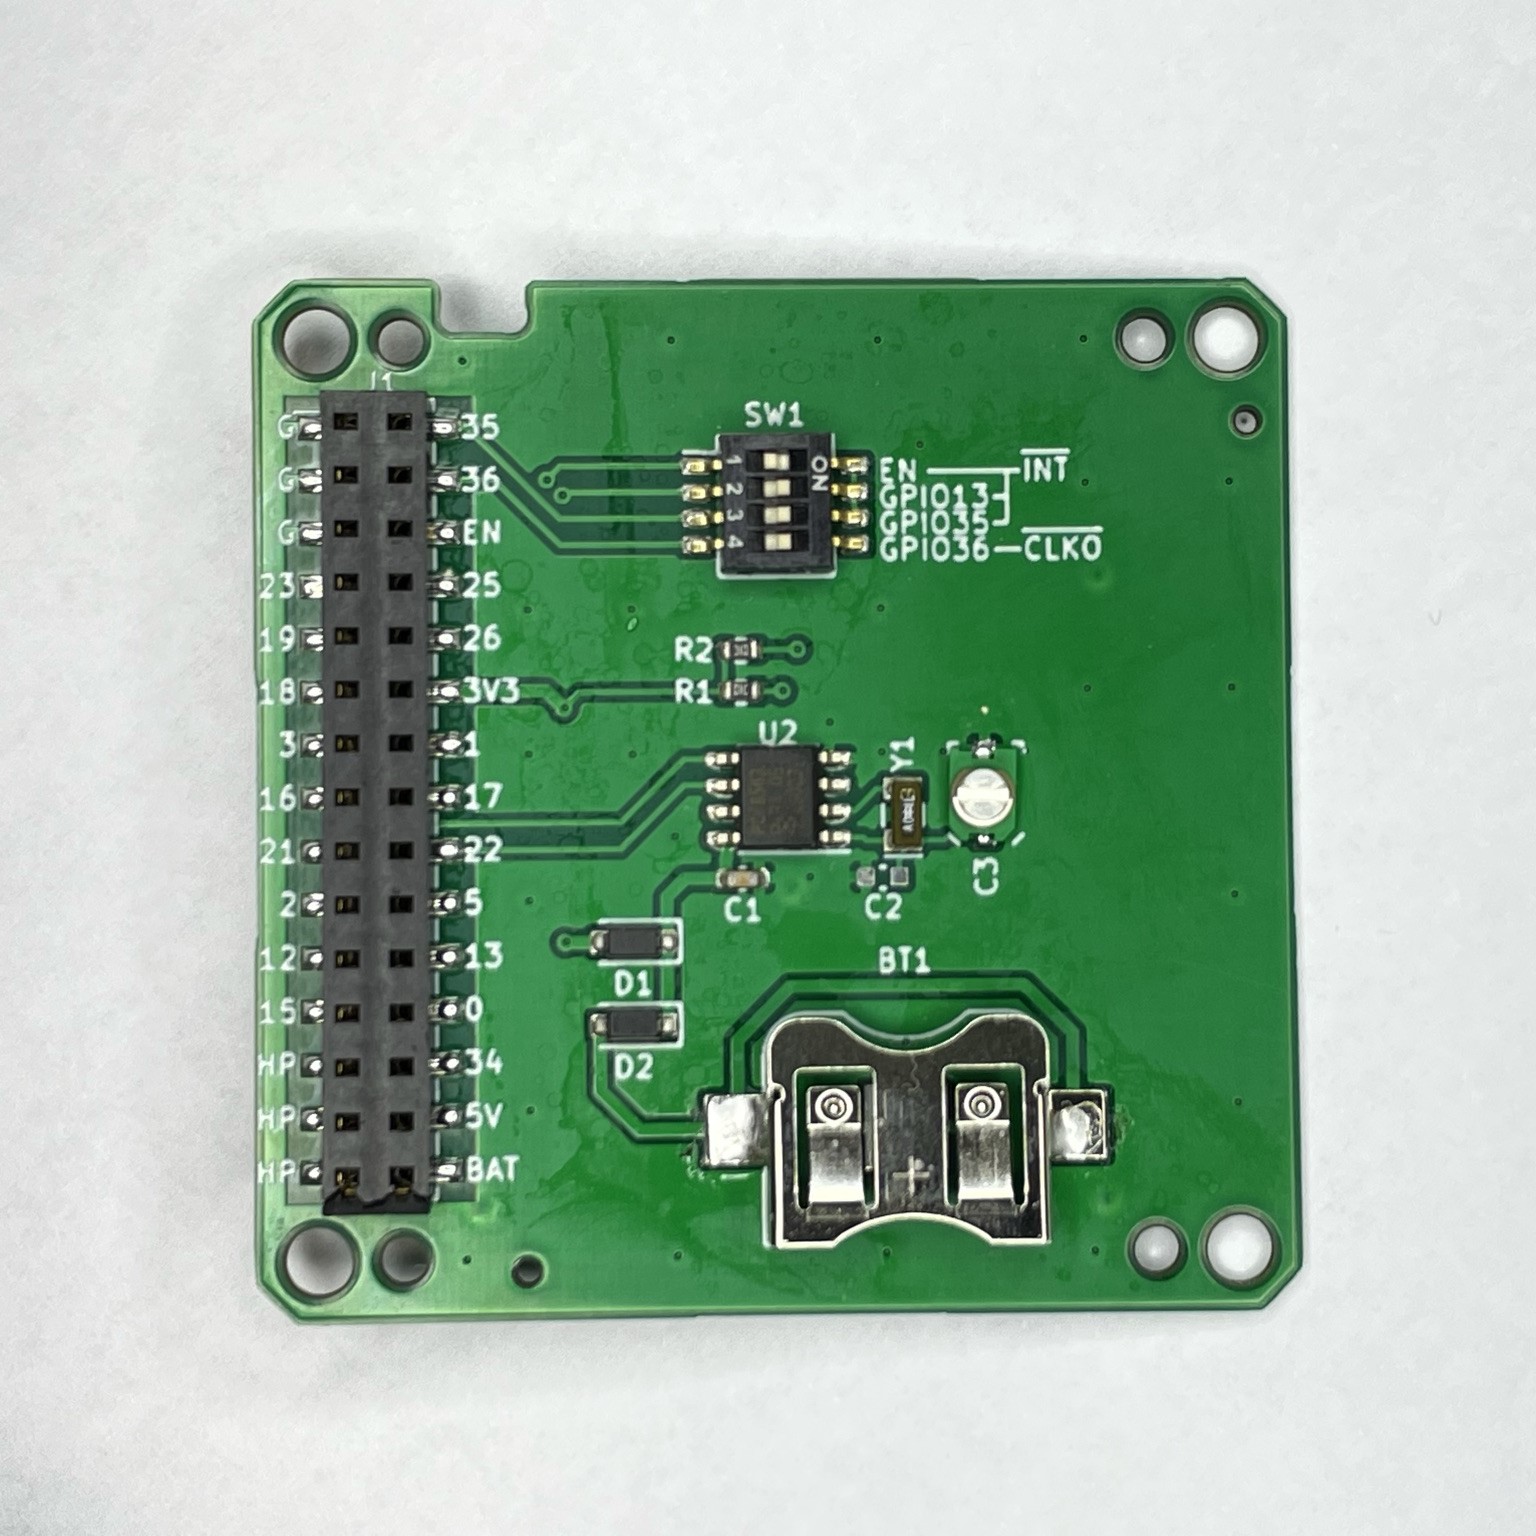 J1
G 35
G 36
G EN
23 25
19 26
18 3V3
3 1
16 17
21 22
2 5
12 13
15 0
HP 34
HP 5V
HP BAT
SW1
1
2
3
4
ON
EN INT
GPIO13
GPIO35
GPIO36 CLKO
R2
R1
U2
Y1
C3
C1
C2
D1
D2
BT1
+